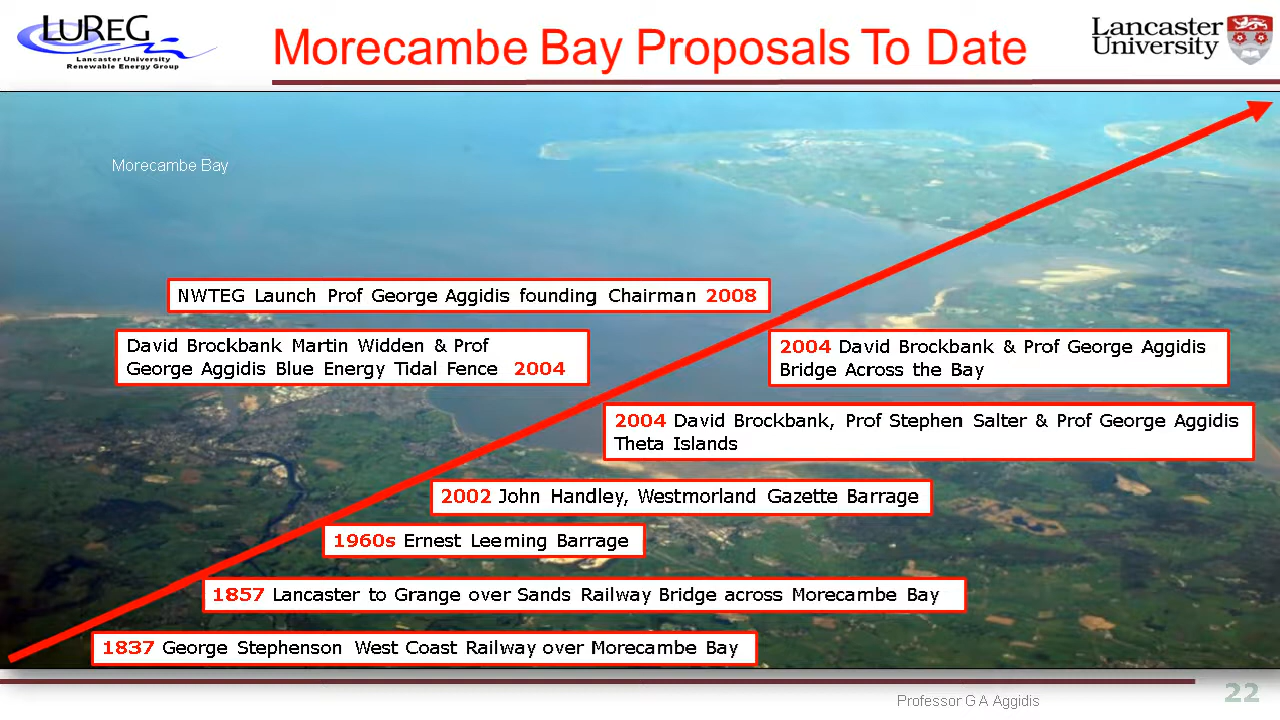 LUREG
Lancaster University
Renewable Energy Group
Morecambe Bay Proposals To Date
Lancaster
University
Morecambe Bay
NWTEG Launch Prof George Aggidis founding Chairman 2008
David Brockbank Martin Widden & Prof
George Aggidis Blue Energy Tidal Fence 2004
2004 David Brockbank & Prof George Aggidis
Bridge Across the Bay
2004 David Brockbank, Prof Stephen Salter & Prof George Aggidis
Theta Islands
2002 John Handley, Westmorland Gazette Barrage
1960s Ernest Leeming Barrage
1857 Lancaster to Grange over Sands Railway Bridge across Morecambe Bay
1837 George Stephenson West Coast Railway over Morecambe Bay
Professor G A Aggidis
22